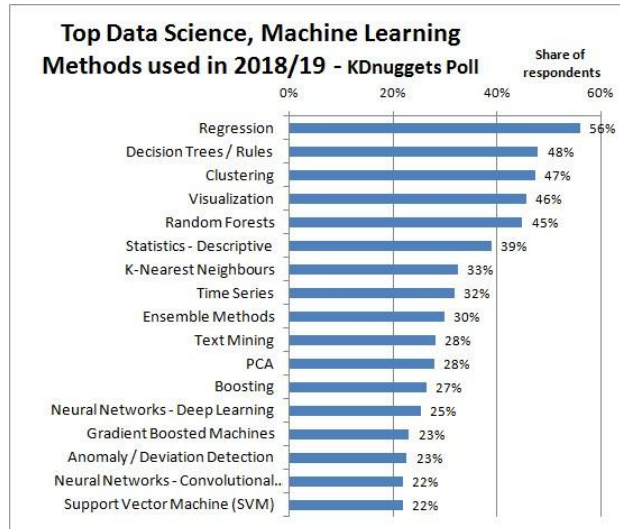 Top Data Science, Machine Learning
Methods used in 2018/19 - KDnuggets Poll
Share of
respondents
0% 20% 40% 60%
Regression 56%
Decision Trees / Rules 48%
Clustering 47%
Visualization 46%
Random Forests 45%
Statistics - Descriptive 39%
K-Nearest Neighbours 33%
Time Series 32%
Ensemble Methods 30%
Text Mining 28%
PCA 28%
Boosting 27%
Neural Networks - Deep Learning 25%
Gradient Boosted Machines 23%
Anomaly / Deviation Detection 23%
Neural Networks - Convolutional.. 22%
Support Vector Machine (SVM) 22%